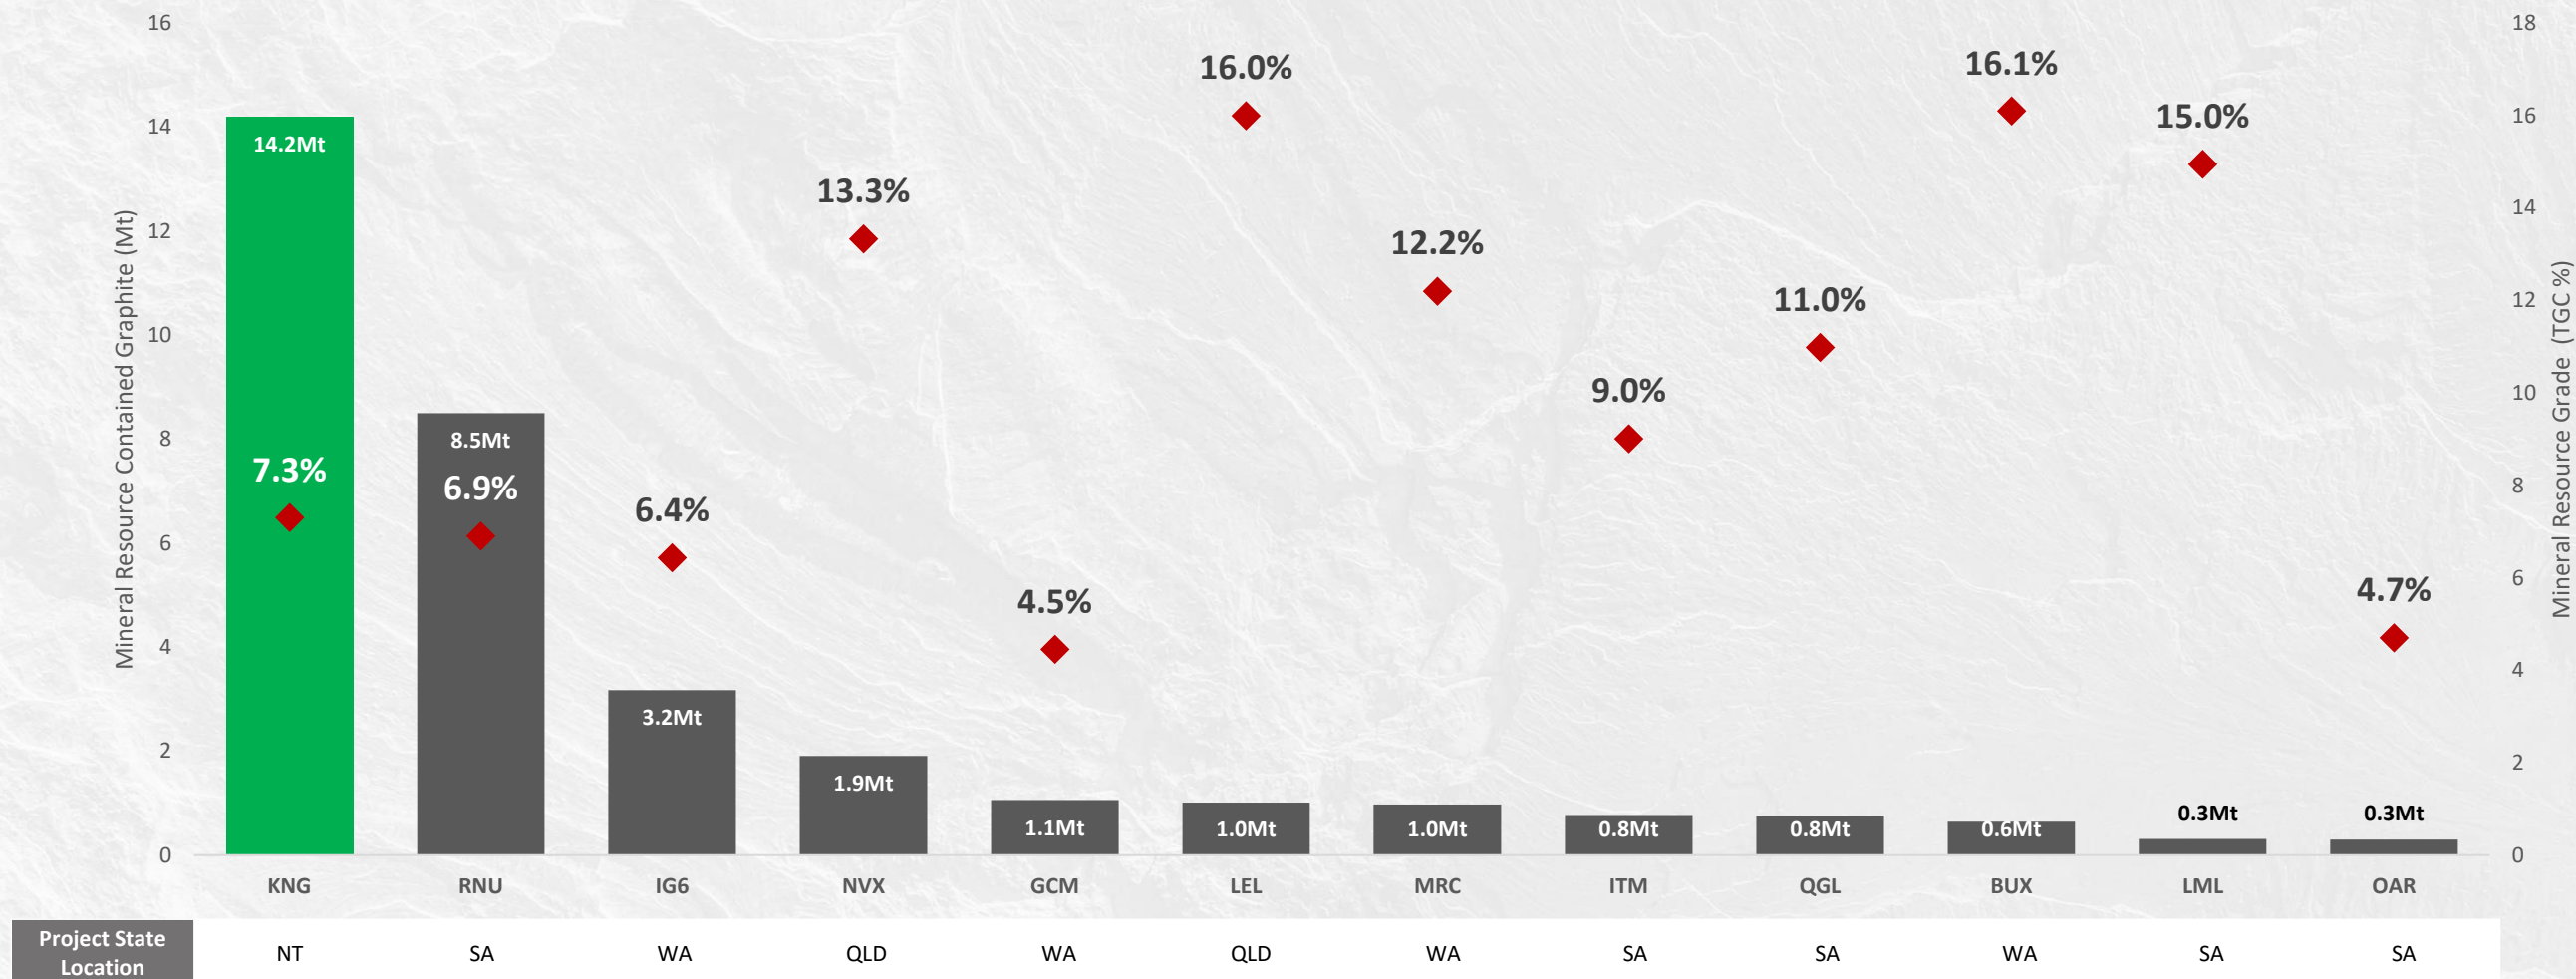 16
14
12
10
8
6
4
2
0
Mineral Resource Contained Graphite (Mt)
18
16
14
12
10
8
6
4
2
0
Mineral Resource Grade (TGC %)
14.2Mt
7.3%
8.5Mt
6.9%
6.4%
3.2Mt
13.3%
1.9Mt
4.5%
1.1Mt
16.0%
1.0Mt
12.2%
1.0Mt
9.0%
0.8Mt
11.0%
0.8Mt
16.1%
0.6Mt
15.0%
0.3Mt
4.7%
0.3Mt
KNG RNU IG6 NVX GCM LEL MRC ITM QGL BUX LML OAR
Project State
Location
NT SA WA QLD WA QLD WA SA SA WA SA SA